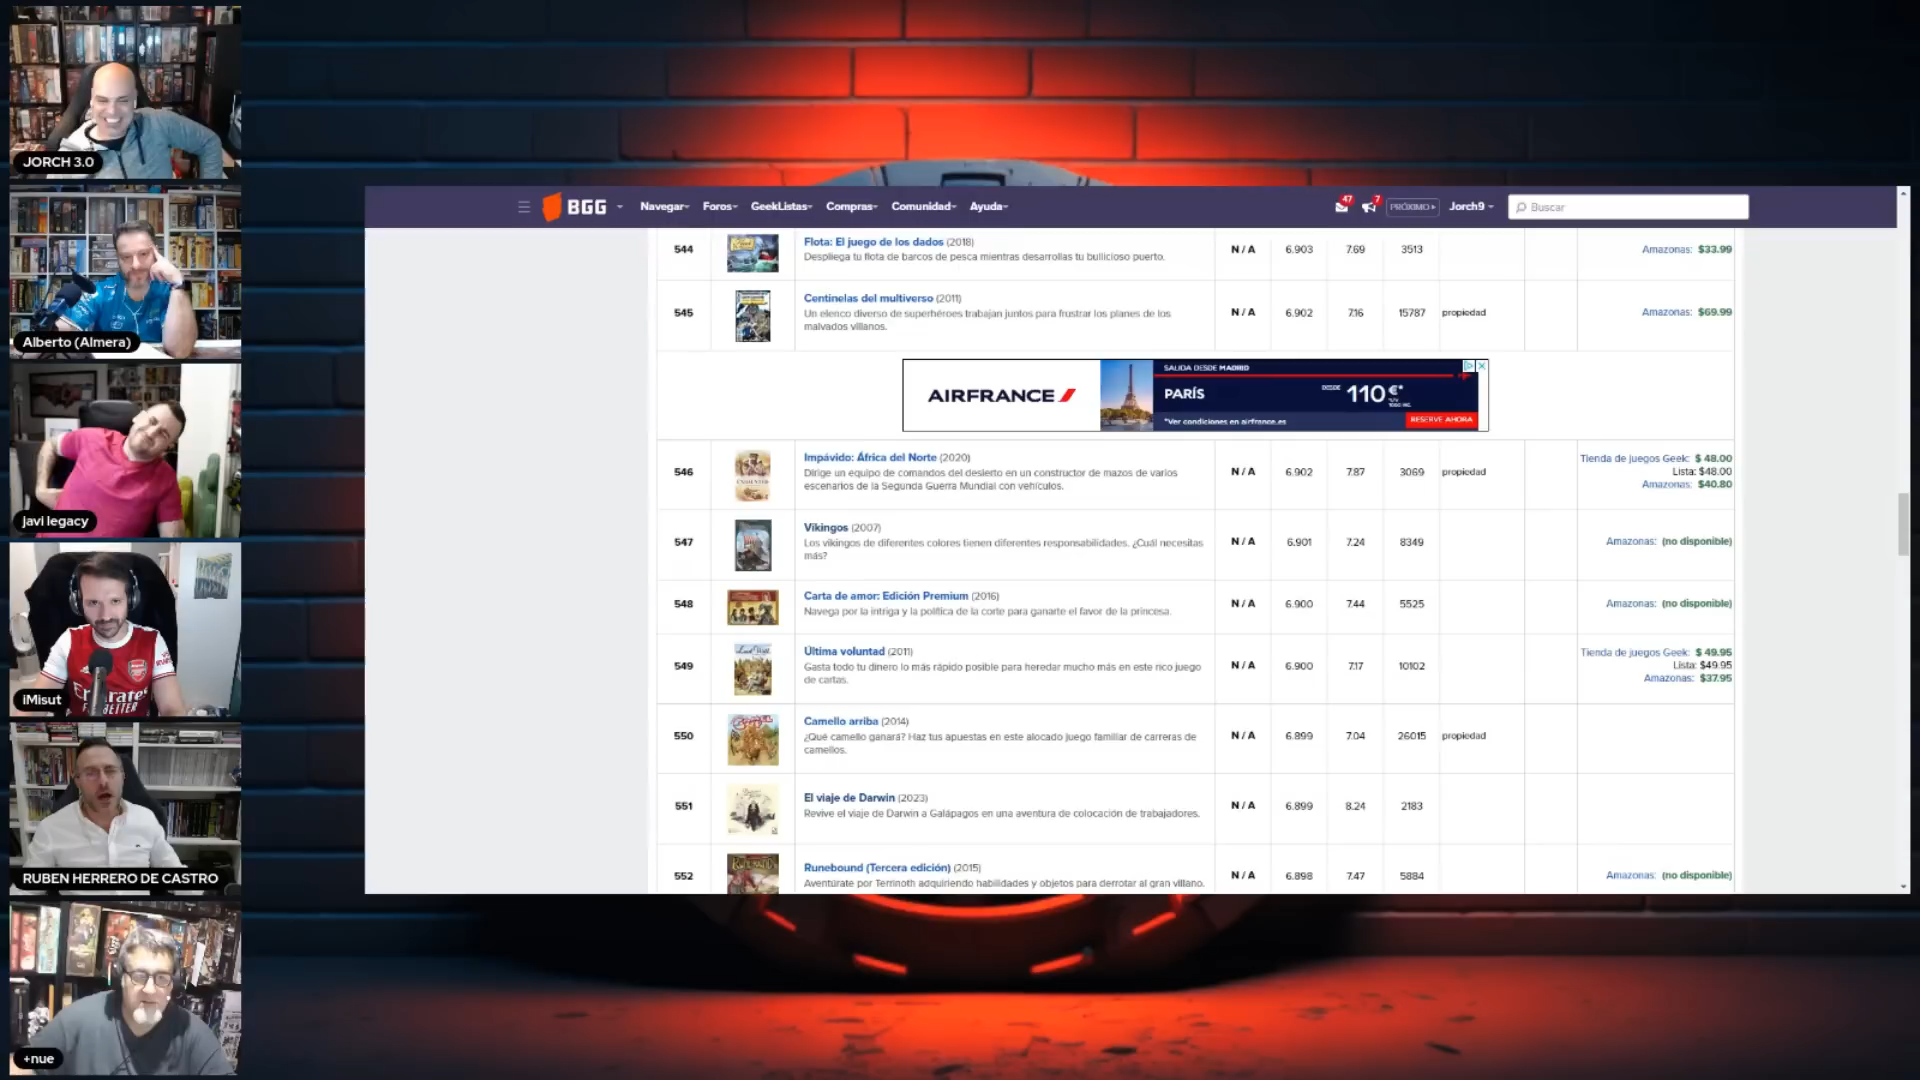 JORCH 3.0
Alberto (Almera)
javi legacy
iMisut
Emirates
FLY BETTER
RUBEN HERRERO DE CASTRO
+nue
BGG
Navegar
Foros
GeekListas
Compras
Comunidad
Ayuda
47
7
PRÓXIMO
Jorch9
Buscar
544
Flota: El juego de los dados (2018)
Despliega tu flota de barcos de pesca mientras desarrollas tu bullicioso puerto.
N / A 6.903 7.69 3513
Amazonas: $33.99
545
Centinelas del multiverso (2011)
Un elenco diverso de superhéroes trabajan juntos para frustrar los planes de los
malvados villanos.
N / A 6.902 7.16 15787 propiedad
Amazonas: $69.99
AIRFRANCE
SALIDA DESDE MADRID
PARÍS
DESDE 110 €*
*Ver condiciones en airfrance.es
RESERVE AHORA
546
Impávido: África del Norte (2020)
Dirige un equipo de comandos del desierto en un constructor de mazos de varios
escenarios de la Segunda Guerra Mundial con vehículos.
N / A 6.902 7.87 3069 propiedad
Tienda de juegos Geek: $ 48.00
Lista: $48.00
Amazonas: $40.80
547
Vikingos (2007)
Los vikingos de diferentes colores tienen diferentes responsabilidades. ¿Cuál necesitas
más?
N / A 6.901 7.24 8349
Amazonas: (no disponible)
548
Carta de amor: Edición Premium (2016)
Navega por la intriga y la política de la corte para ganarte el favor de la princesa.
N / A 6.900 7.44 5525
Amazonas: (no disponible)
549
Última voluntad (2011)
Gasta todo tu dinero lo más rápido posible para heredar mucho más en este rico juego
de cartas.
N / A 6.900 7.17 10102
Tienda de juegos Geek: $ 49.95
Lista: $49.95
Amazonas: $37.95
550
Camello arriba (2014)
¿Qué camello ganará? Haz tus apuestas en este alocado juego familiar de carreras de
camellos.
N / A 6.899 7.04 26015 propiedad
551
El viaje de Darwin (2023)
Revive el viaje de Darwin a Galápagos en una aventura de colocación de trabajadores.
N / A 6.899 8.24 2183
552
Runebound (Tercera edición) (2015)
Aventúrate por Terrinoth adquiriendo habilidades y objetos para derrotar al gran villano.
N / A 6.898 7.47 5884
Amazonas: (no disponible)